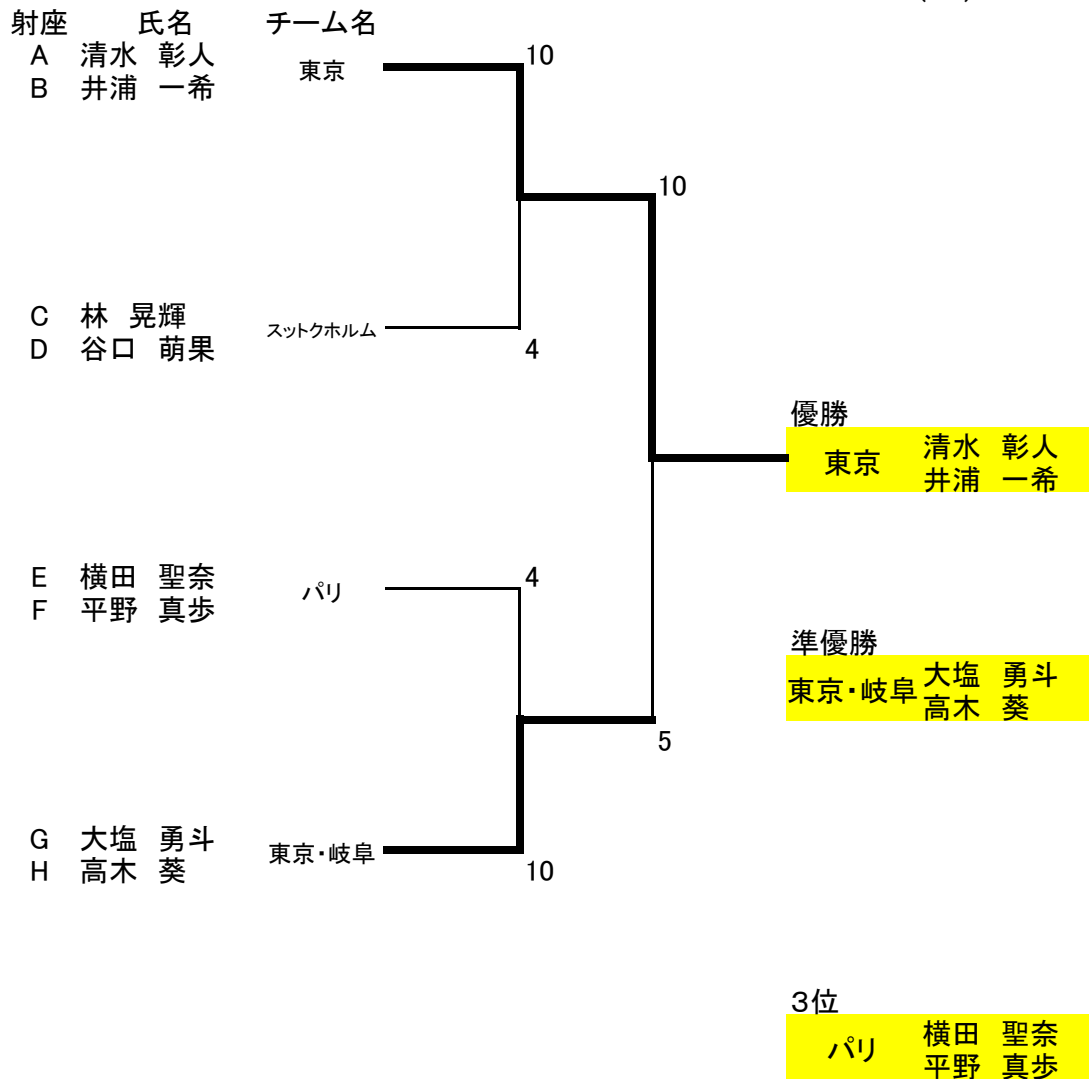 射座 氏名 チーム名
A 清水 彰人
B 井浦 一希
東京
10
10
C 林 晃輝
D 谷口 萌果
スットクホルム
4
優勝
東京
清水 彰人
井浦 一希
E 横田 聖奈
F 平野 真歩
パリ
4
準優勝
東京・岐阜
大塩 勇斗
高木 葵
5
G 大塩 勇斗
H 高木 葵
東京・岐阜
10
3位
パリ
横田 聖奈
平野 真歩